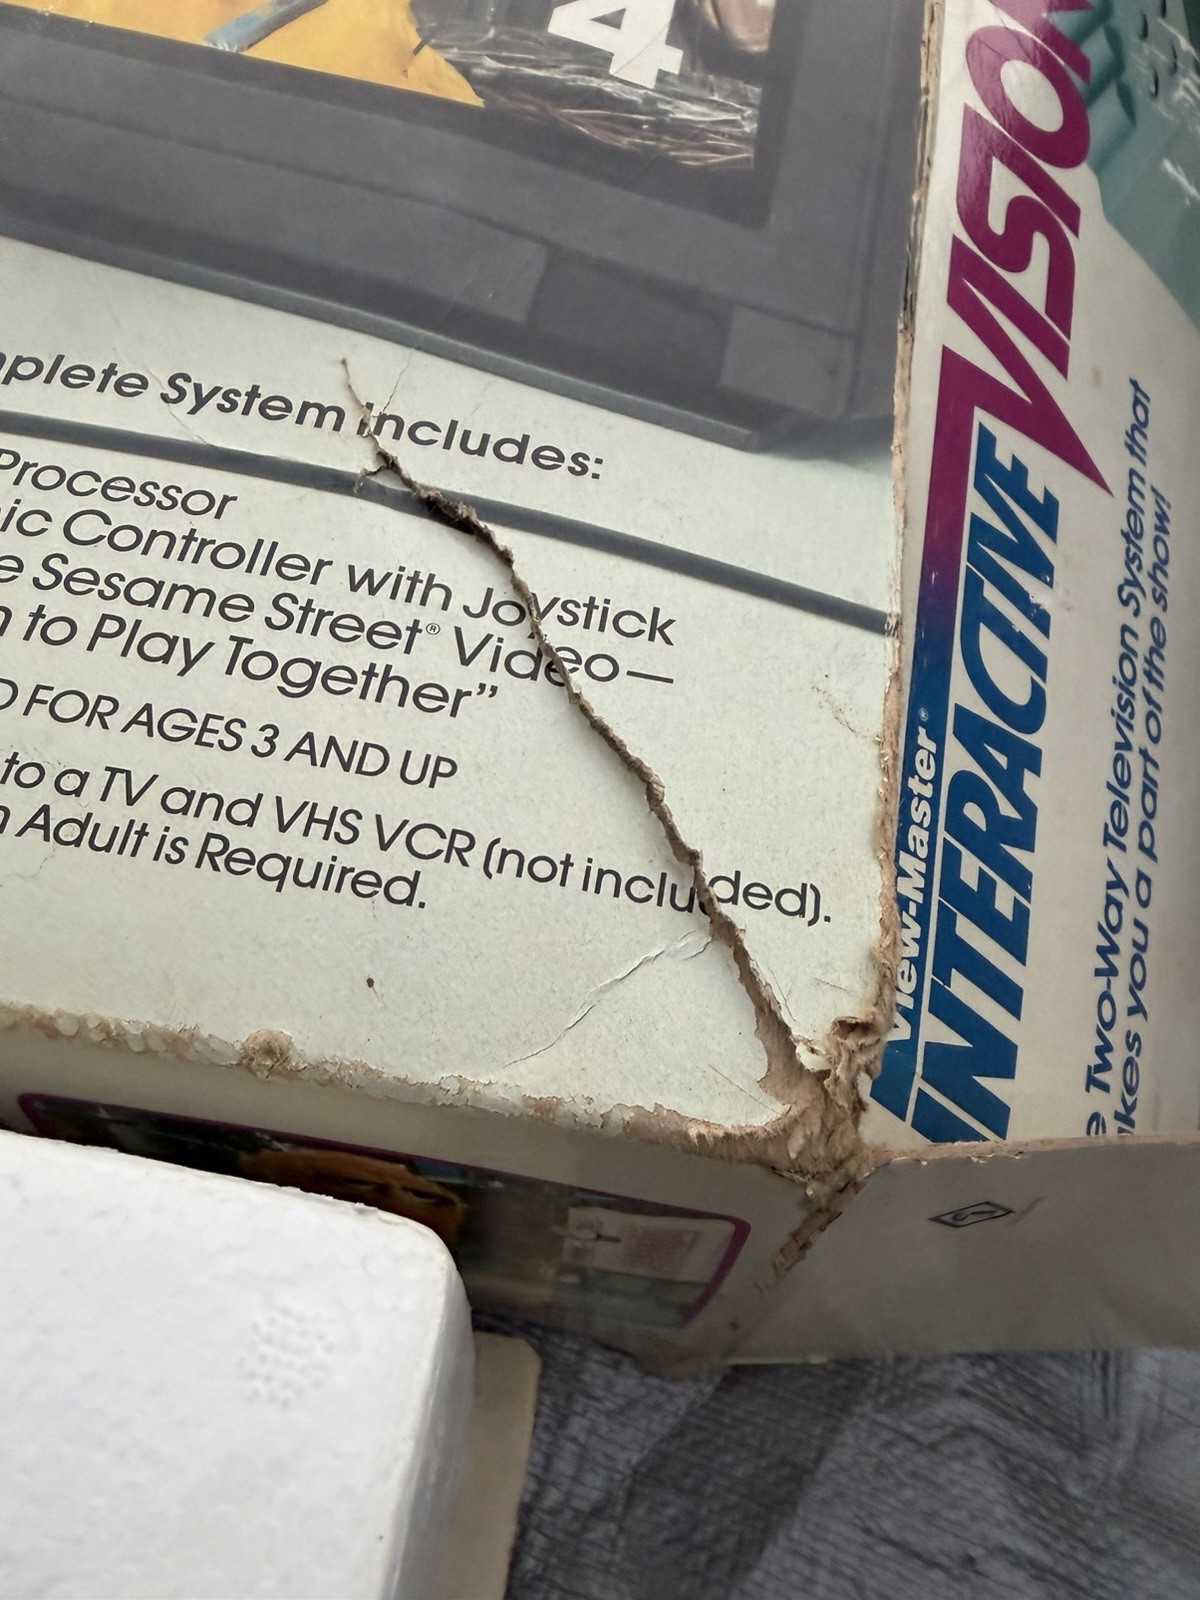 4
mplete System Includes:
Processor
ic Controller with Joystick
e Sesame Street® Video—
n to Play Together”
D FOR AGES 3 AND UP
to a TV and VHS VCR (not included).
n Adult is Required.
View-Master®
INTERACTIVE
VISION
e Two-Way Television System that
akes you a part of the show!